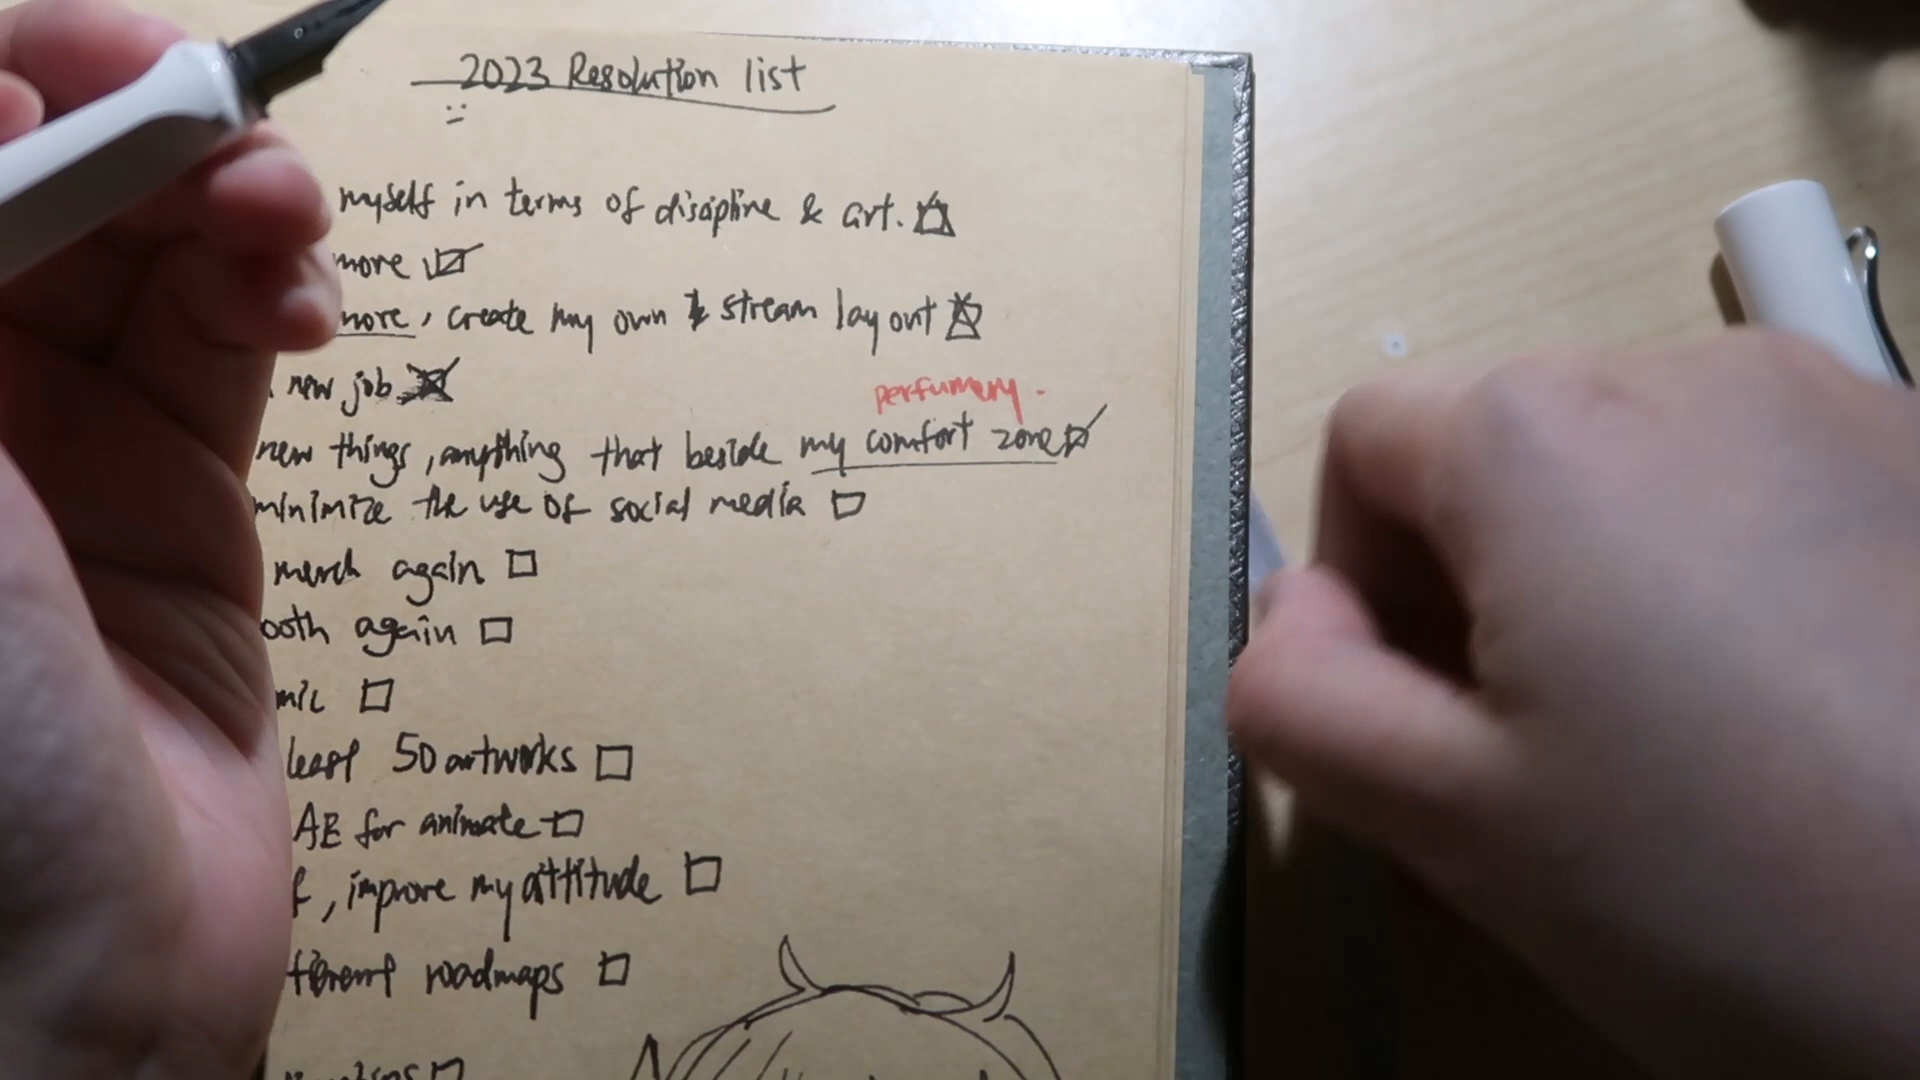 2023 Resolution list
myself in terms of discipline & art.
more
more, create my own stream layout
new job
perfumery.
new things, anything that beside my comfort zone
minimize the use of social media
merch again
ooth again
mic
least 50 artworks
AE for animate
f, improve my attitude
fferent roadmaps